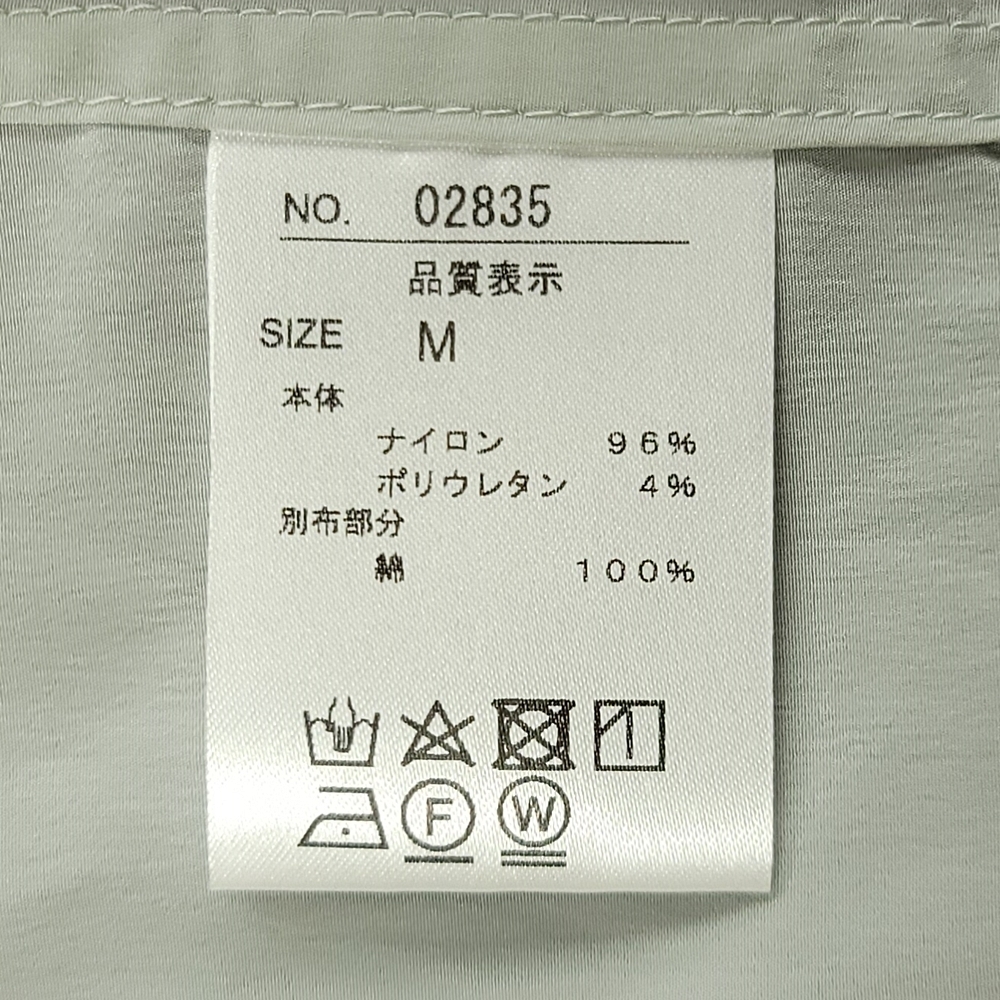 NO. 02835
品質表示
SIZE M
本体
ナイロン 96%
ポリウレタン 4%
別布部分
綿 100%
F W